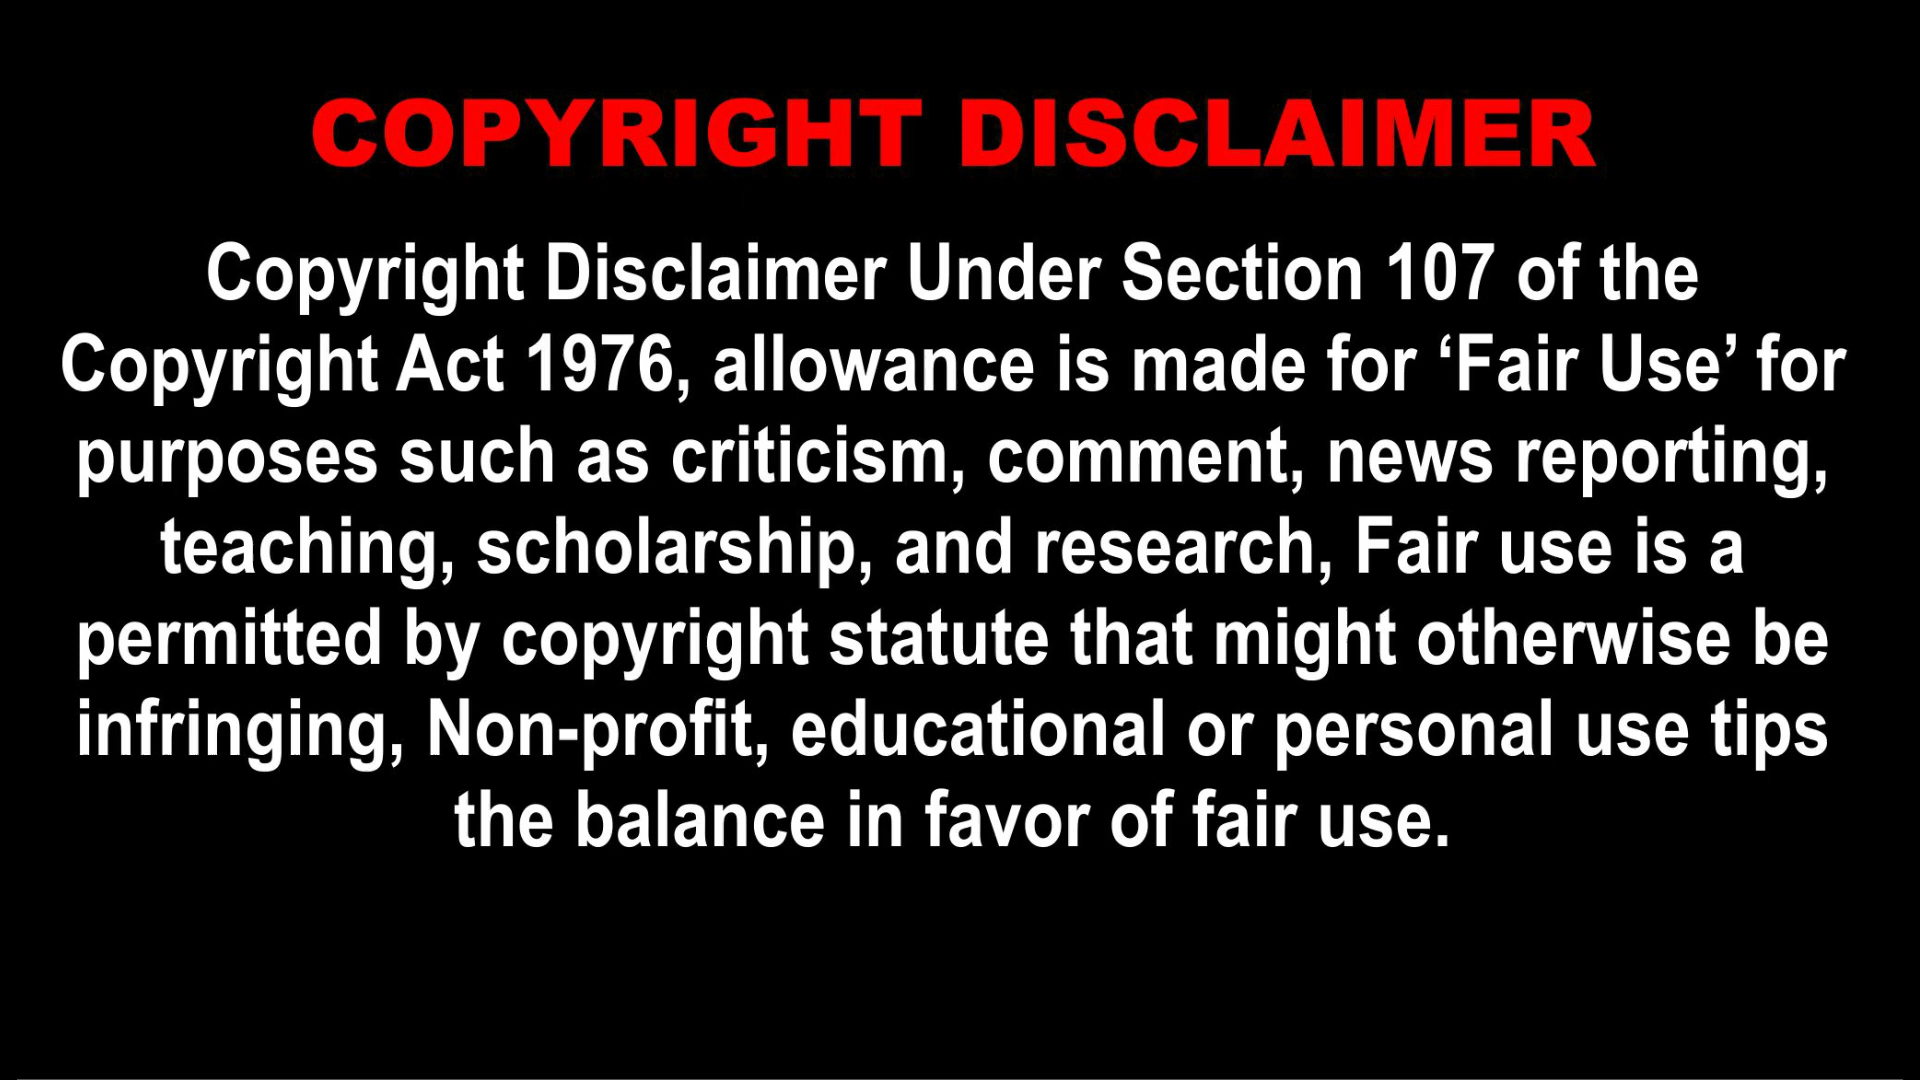 COPYRIGHT DISCLAIMER
Copyright Disclaimer Under Section 107 of the
Copyright Act 1976, allowance is made for ‘Fair Use’ for
purposes such as criticism, comment, news reporting,
teaching, scholarship, and research, Fair use is a
permitted by copyright statute that might otherwise be
infringing, Non-profit, educational or personal use tips
the balance in favor of fair use.